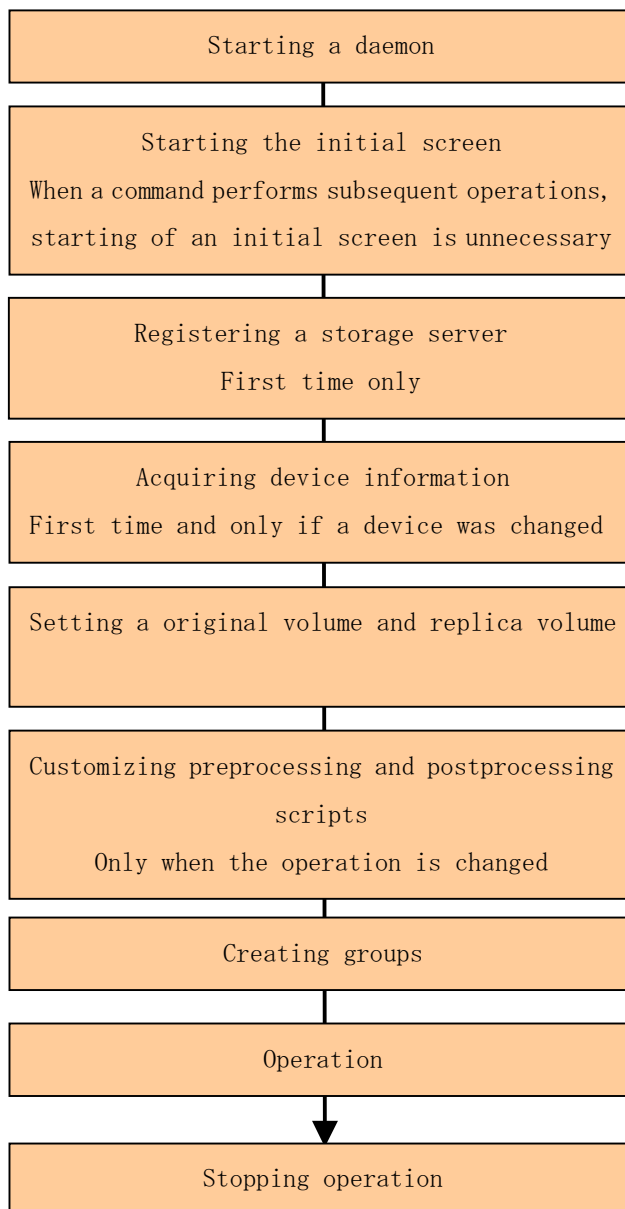 Starting a daemon
Starting the initial screen
When a command performs subsequent operations,
starting of an initial screen is unnecessary
Registering a storage server
First time only
Acquiring device information
First time and only if a device was changed
Setting a original volume and replica volume
Customizing preprocessing and postprocessing
scripts
Only when the operation is changed
Creating groups
Operation
Stopping operation